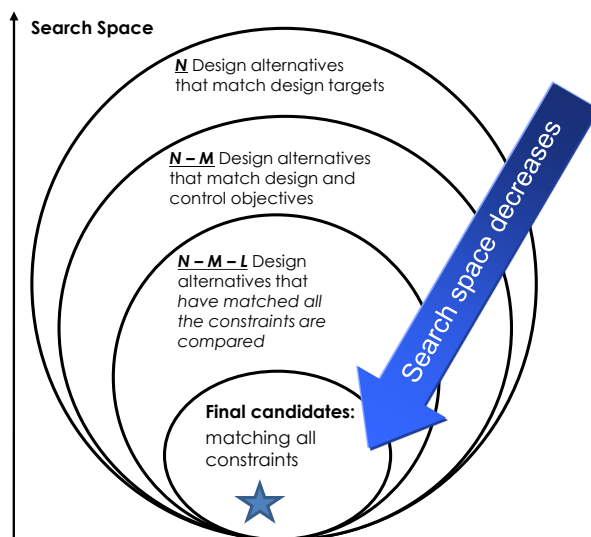 Search Space
N Design alternatives
that match design targets
N – M Design alternatives
that match design and
control objectives
N – M – L Design
alternatives that
have matched all
the constraints are
compared
Search space decreases
Final candidates:
matching all
constraints